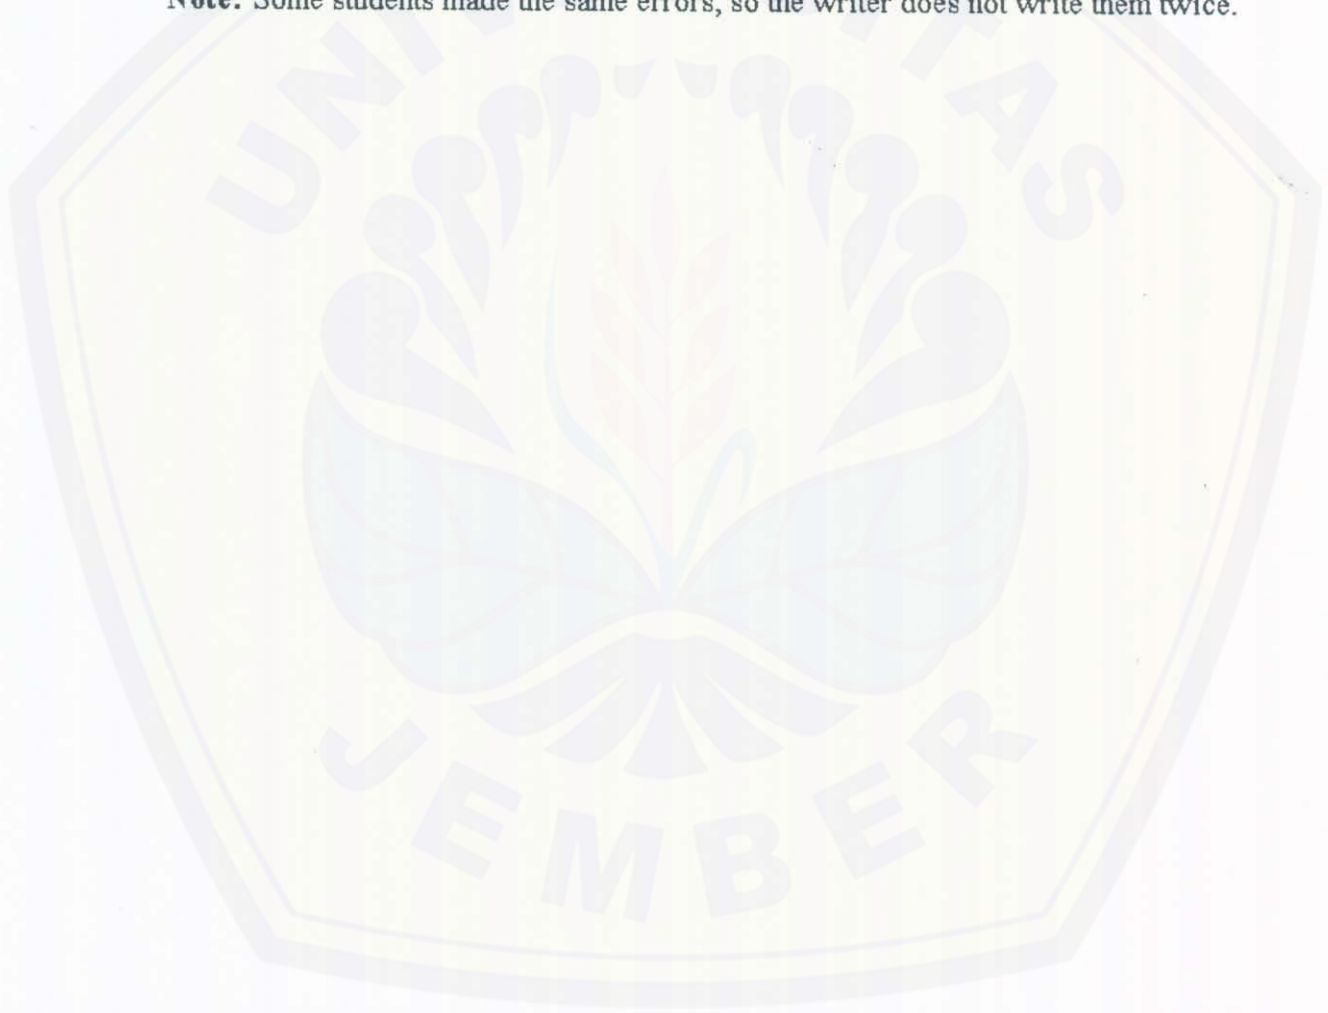 Note: Some students made the same errors, so the writer does not write them twice.
UNIVERSITAS
JEMBER